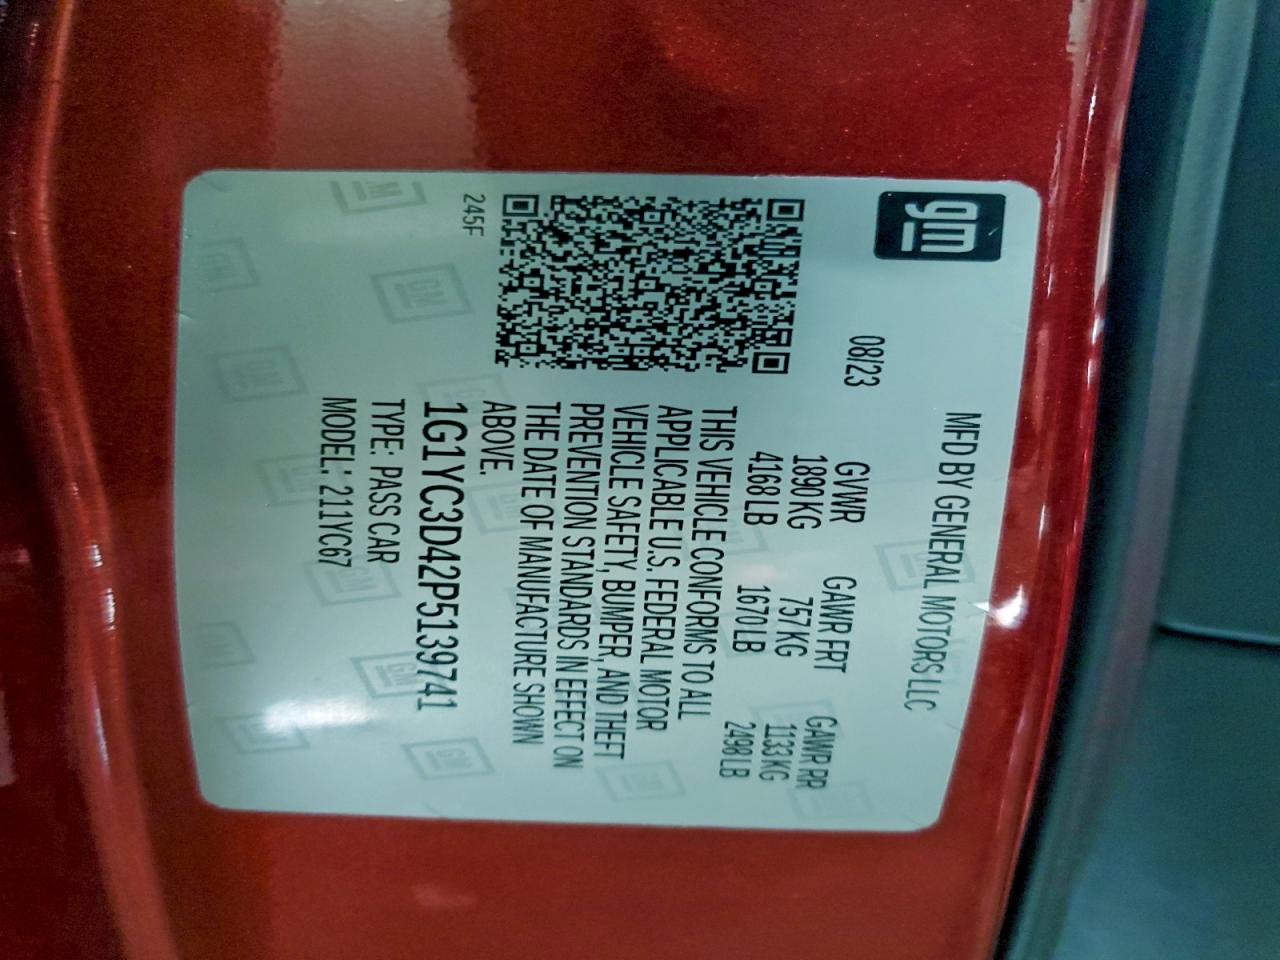 gm
MFD BY GENERAL MOTORS LLC
08/23 GVWR GAWR FRT GAWR RR
1890 KG 757 KG 1133 KG
4168 LB 1670 LB 2498 LB
THIS VEHICLE CONFORMS TO ALL
APPLICABLE U.S. FEDERAL MOTOR
VEHICLE SAFETY, BUMPER, AND THEFT
PREVENTION STANDARDS IN EFFECT ON
THE DATE OF MANUFACTURE SHOWN
ABOVE.
245F
1G1YC3D42P5139741
TYPE: PASS CAR
MODEL: 211YC67